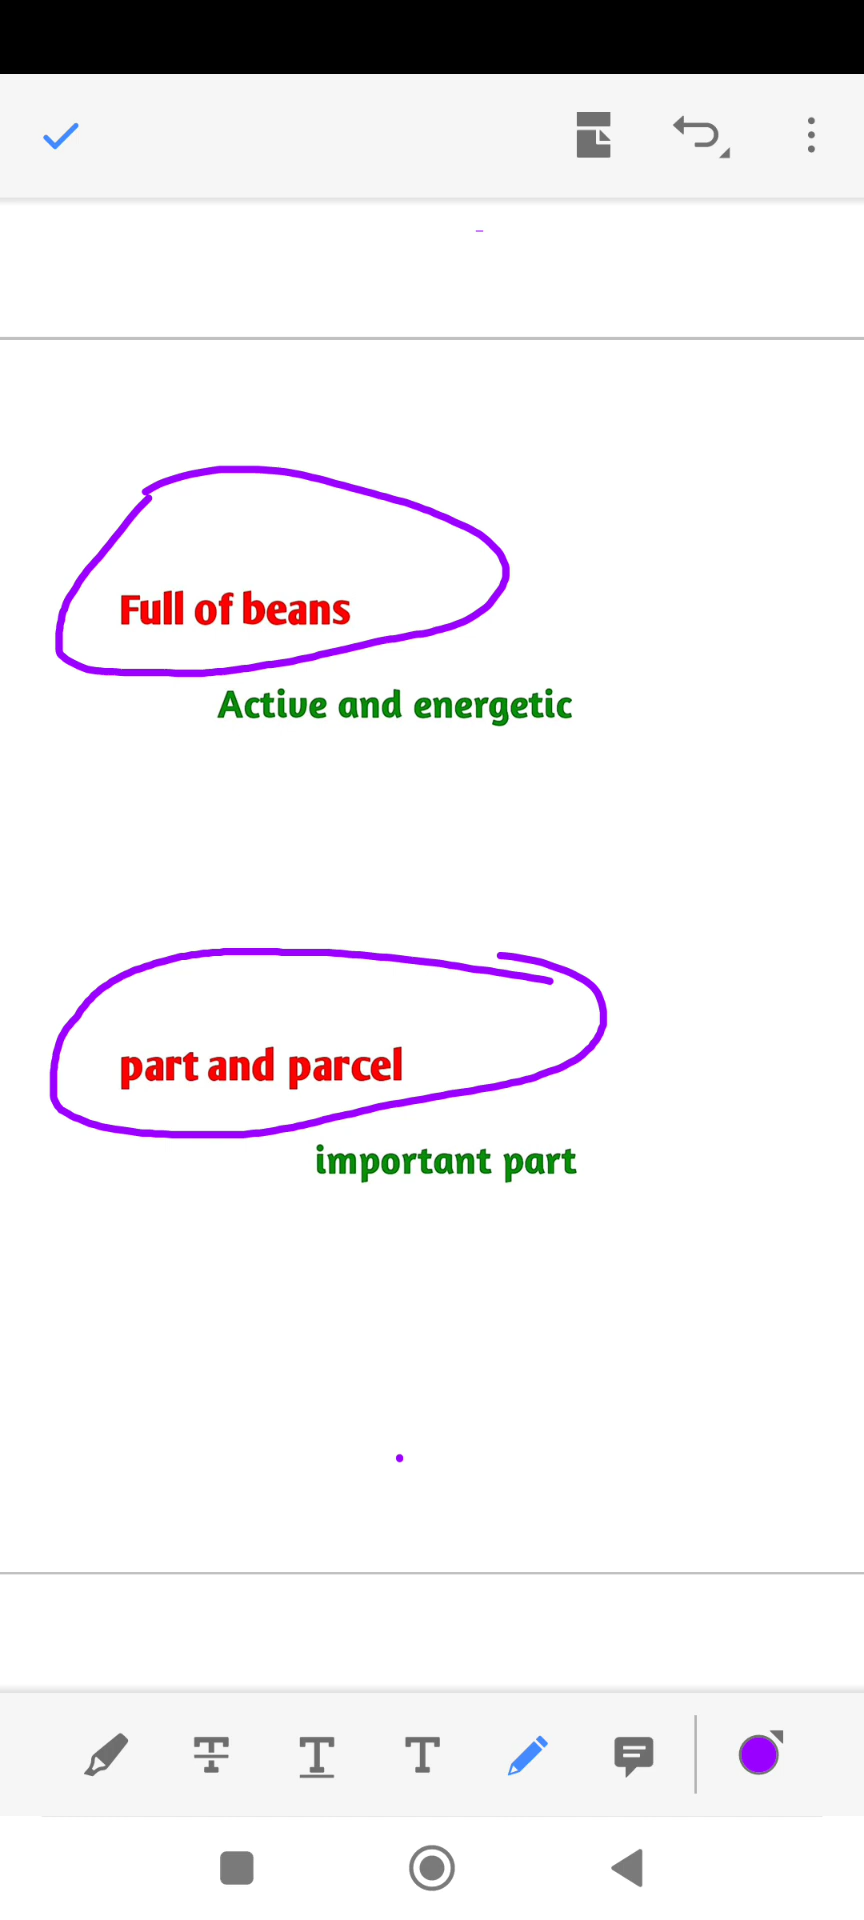 Full of beans
Active and energetic
part and parcel
important part